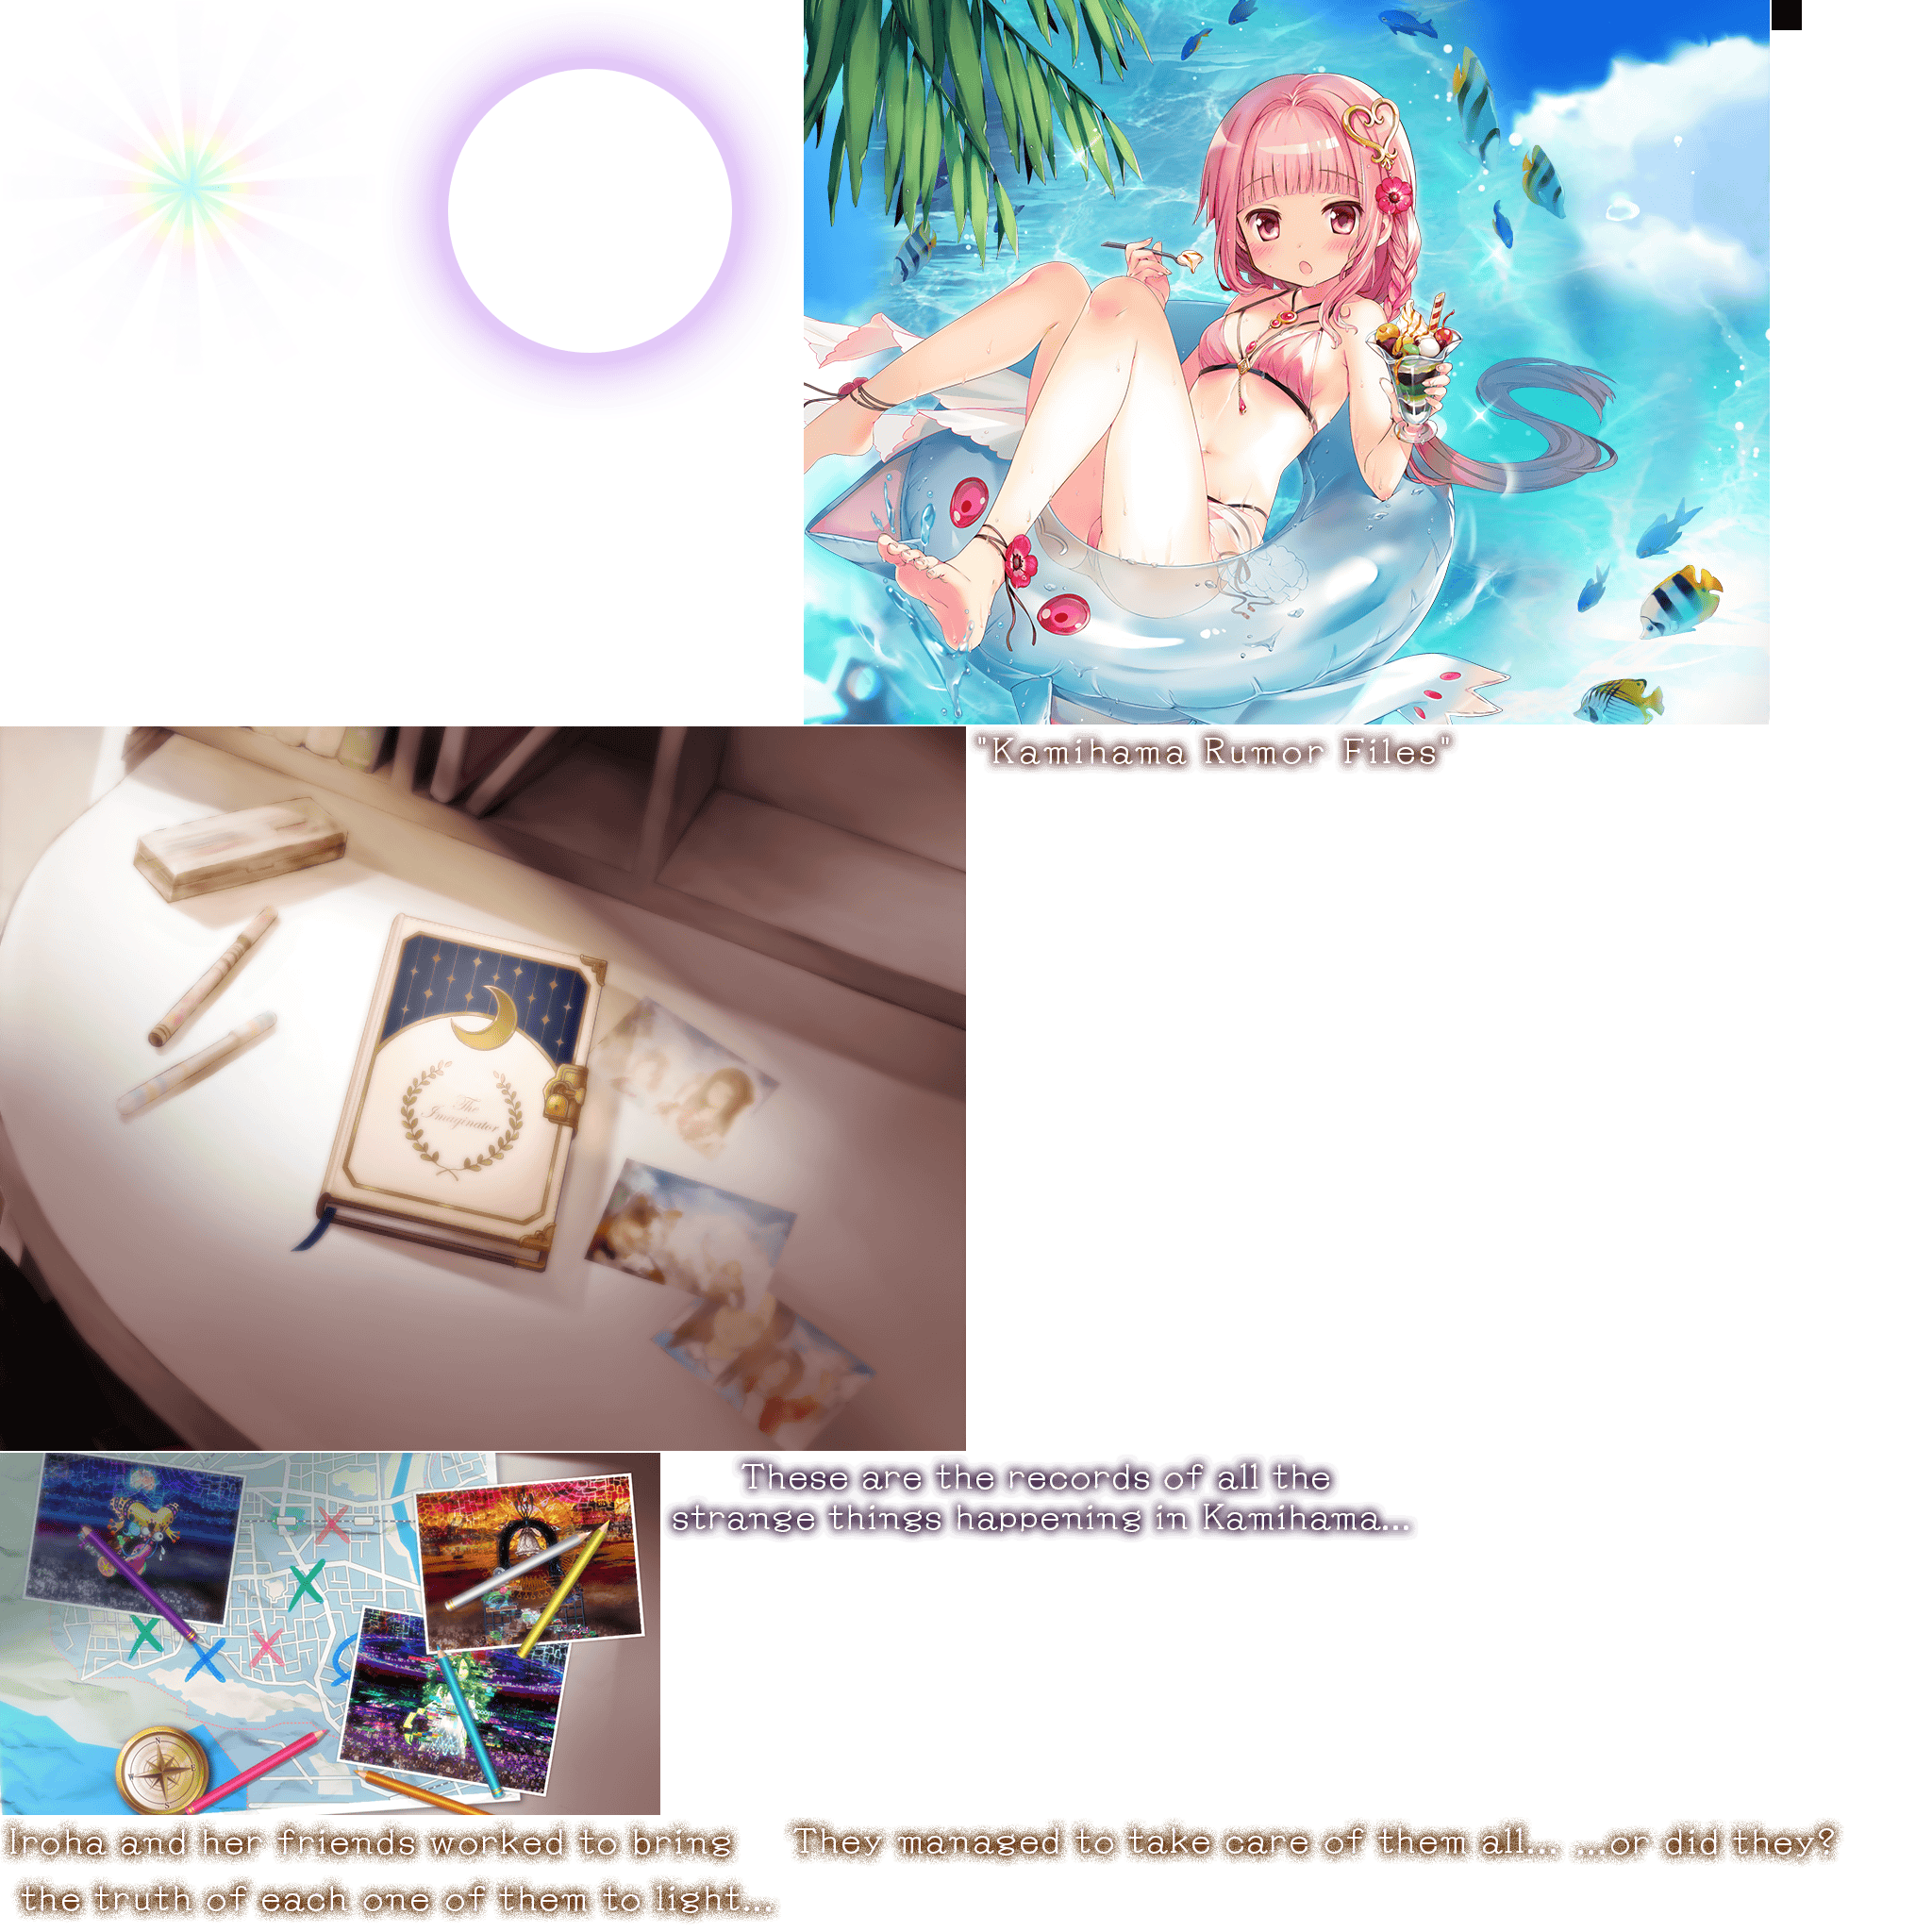 "Kamihama Rumor Files"
The
Imaginator
These are the records of all the
strange things happening in Kamihama...
Iroha and her friends worked to bring
the truth of each one of them to light...
They managed to take care of them all...
...or did they?